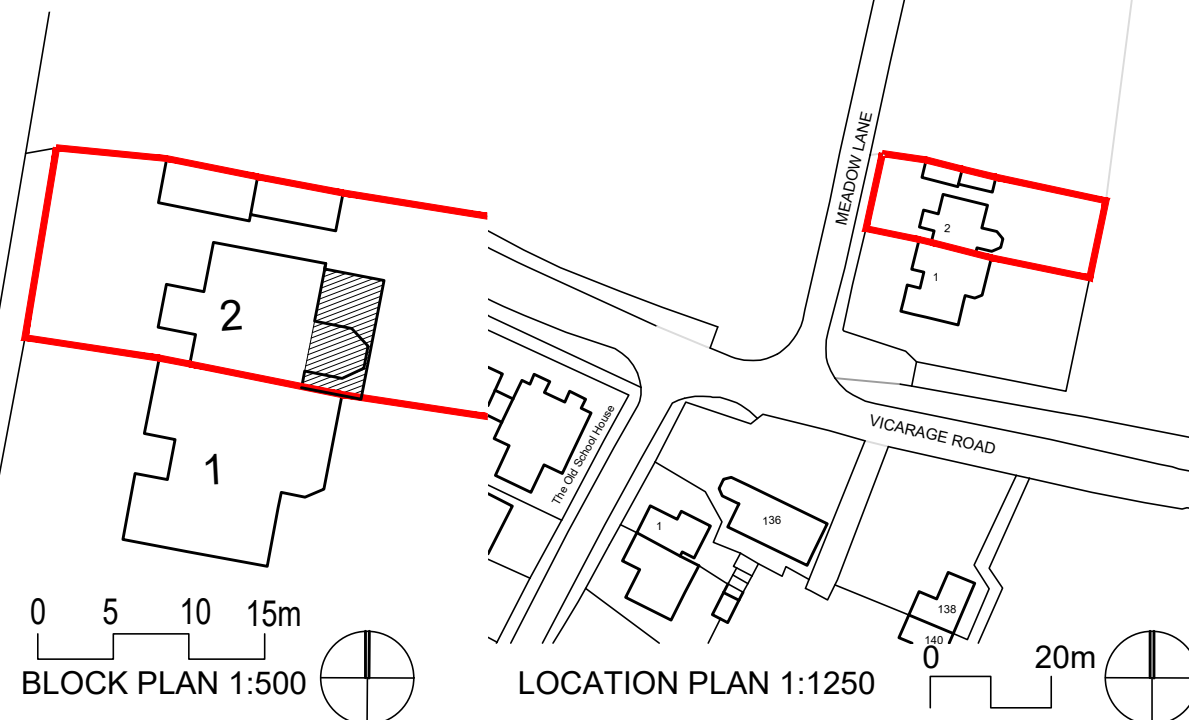 2
1
0 5 10 15m
BLOCK PLAN 1:500
MEADOW LANE
2
1
VICARAGE ROAD
The Old School House
136
1
138
140
0 20m
LOCATION PLAN 1:1250